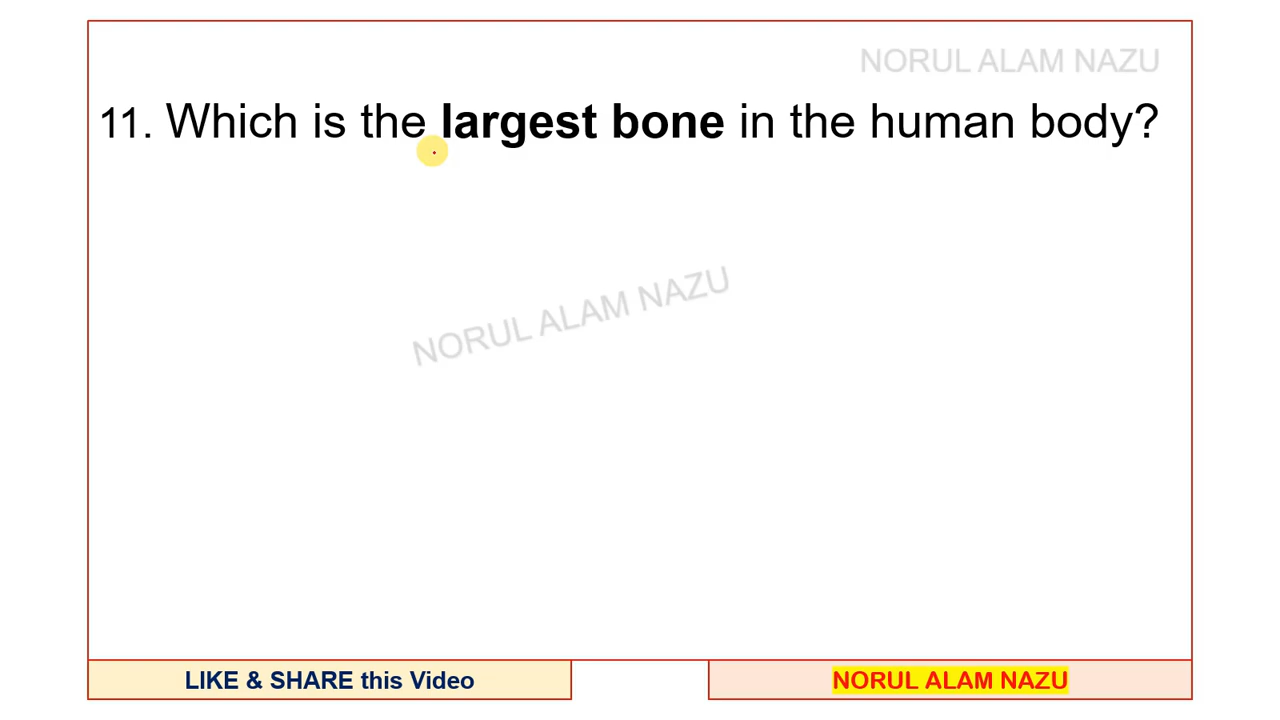 NORUL ALAM NAZU
11. Which is the largest bone in the human body?
NORUL ALAM NAZU
LIKE & SHARE this Video
NORUL ALAM NAZU